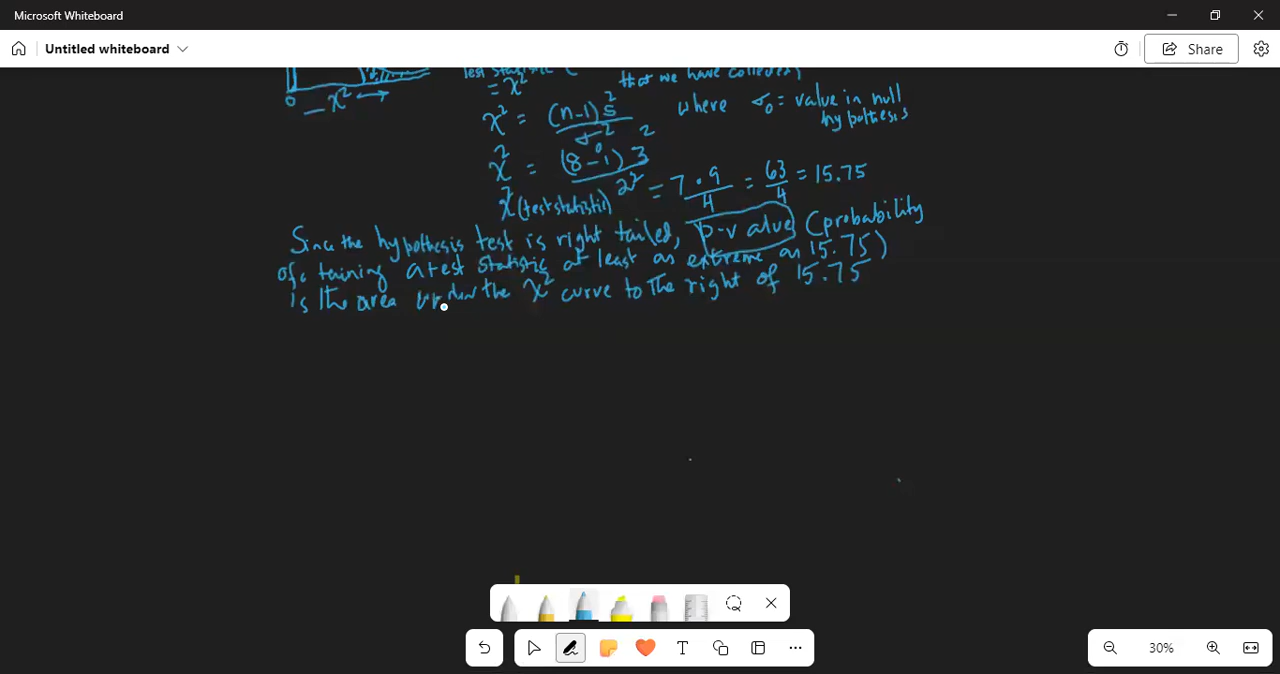 Microsoft Whiteboard
Untitled whiteboard
Share
Test statistic (
that we have collected)
= χ²
0
χ² →
χ² = (n-1) s² / σ₀²
where σ₀ = value in null
hypothesis
χ² = (8-1) 3² / 2² = 7 · 9 / 4 = 63 / 4 = 15.75
χ² (test statistic)
Since the hypothesis test is right tailed, p-value (probability
of taining a test statistic at least as extreme as 15.75)
is the area under the χ² curve to the right of 15.75
T
30%